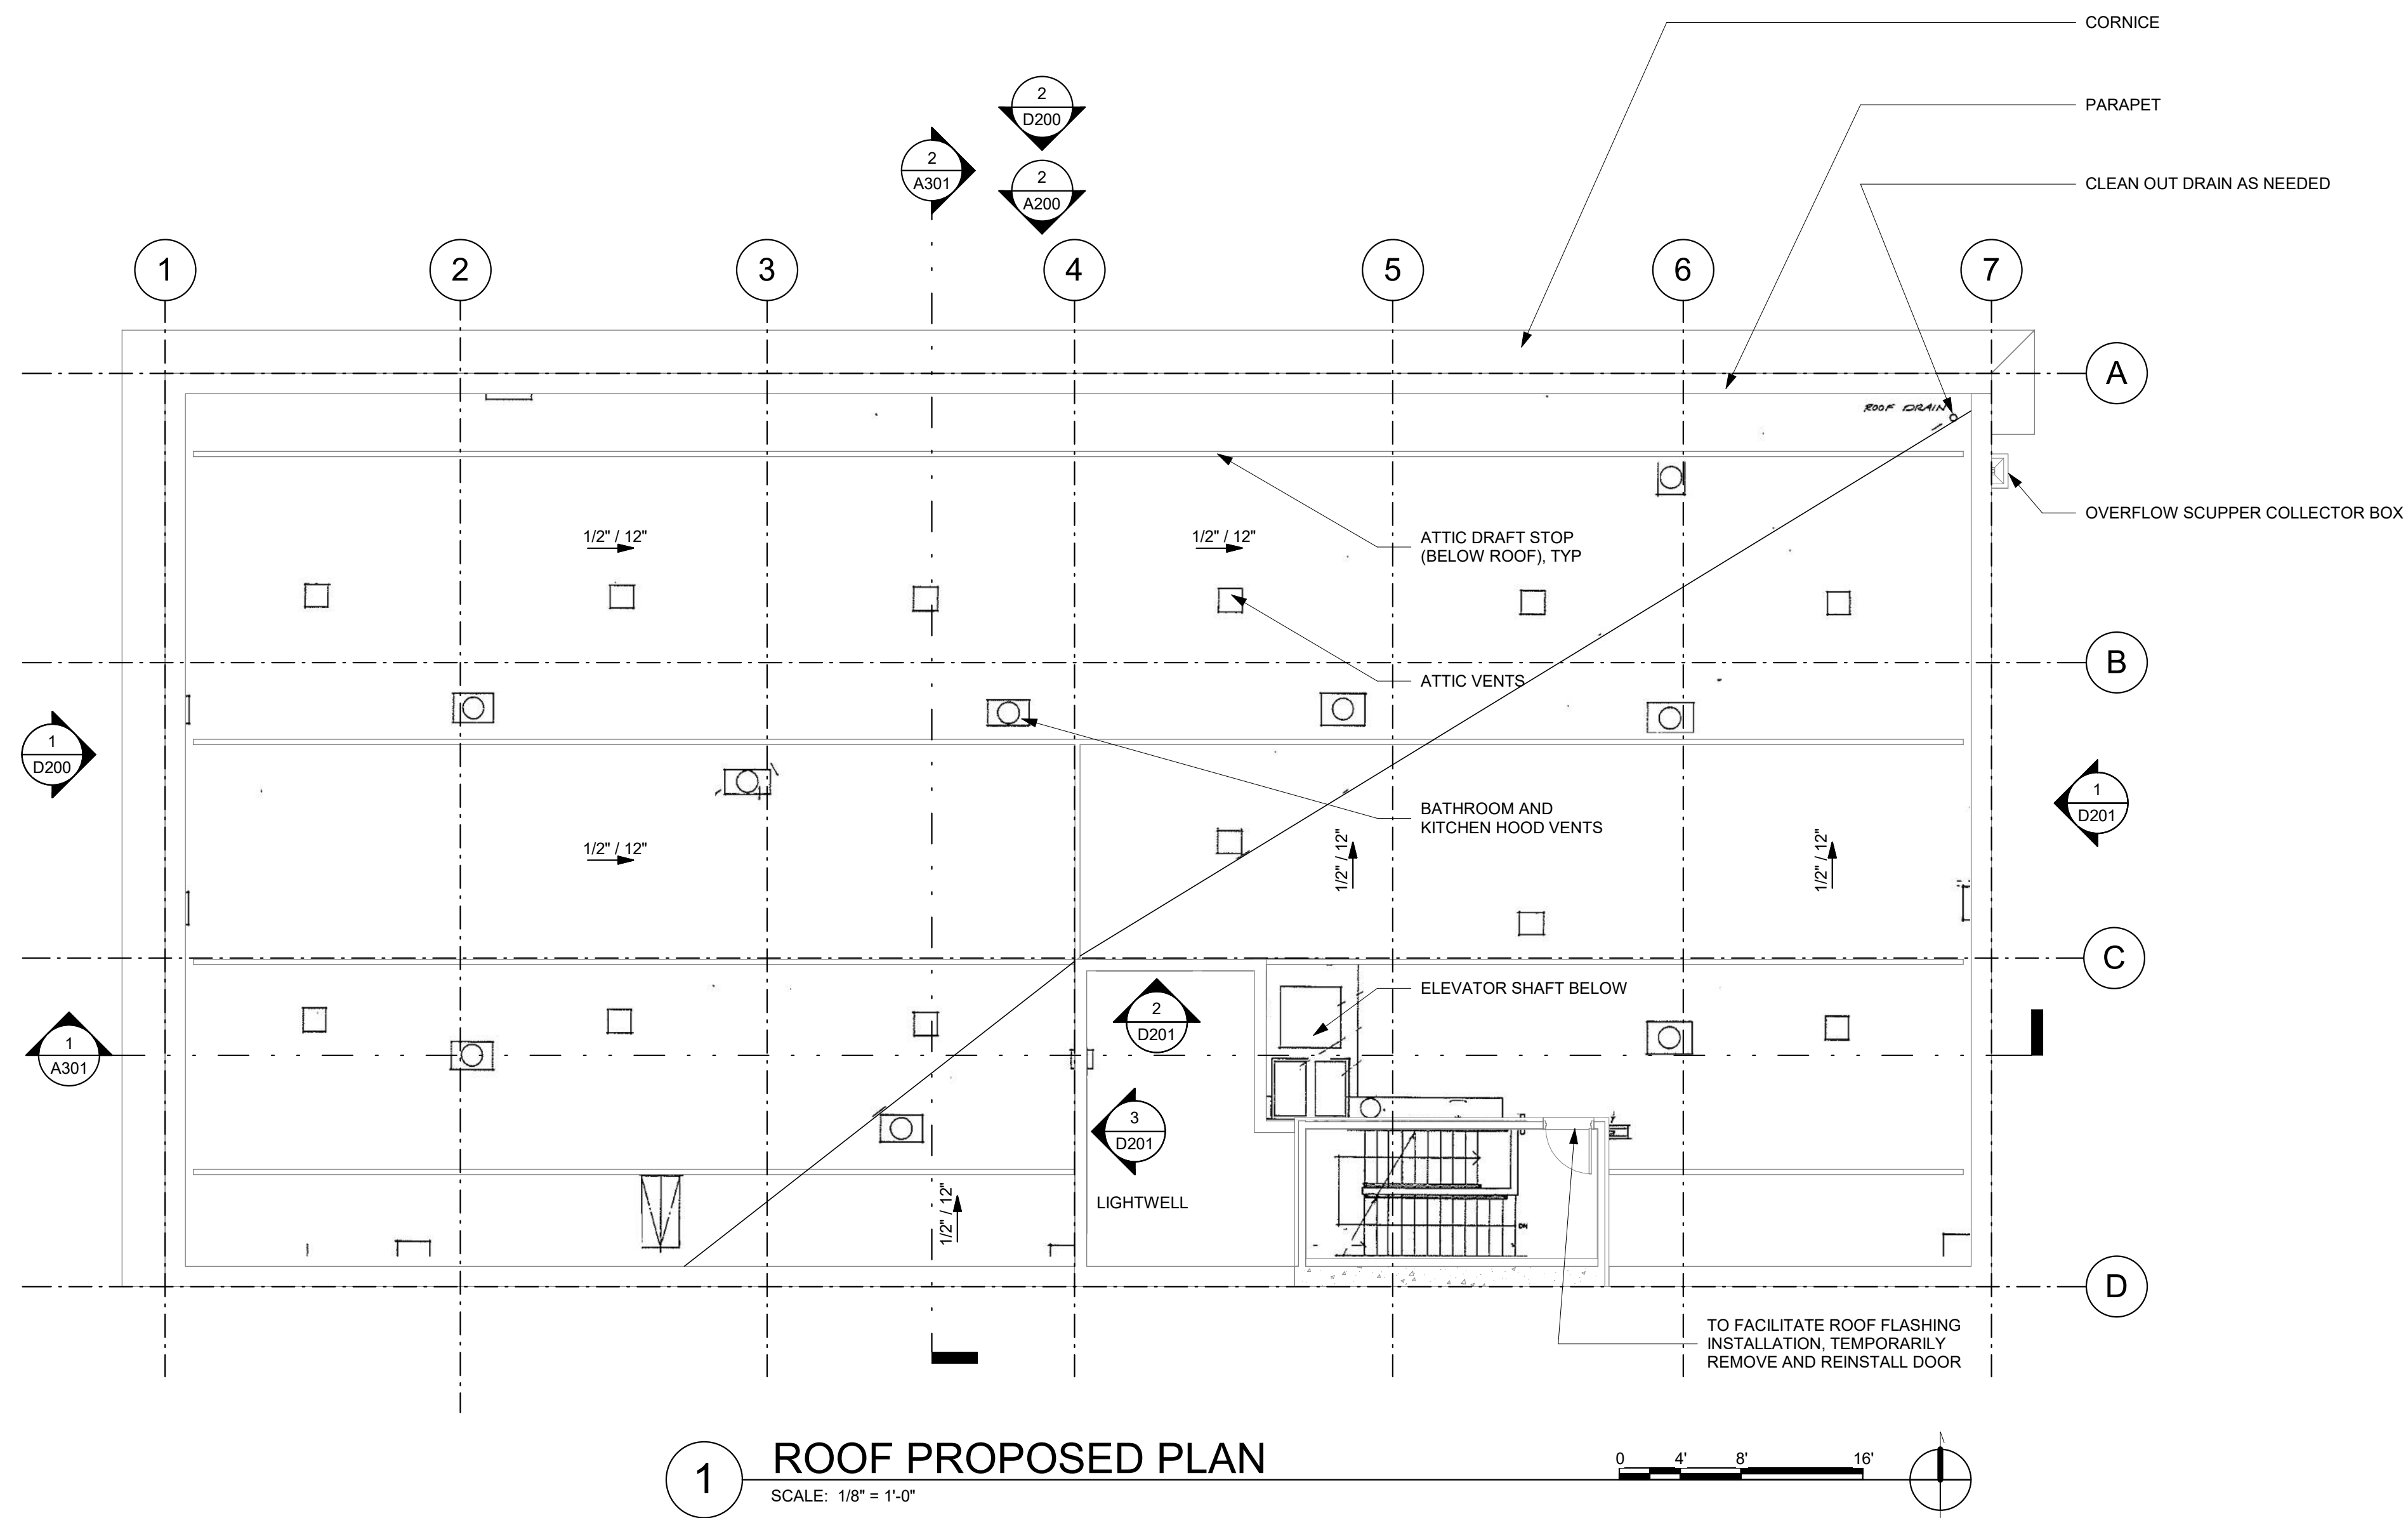 CORNICE
2
D200
PARAPET
2
A301
CLEAN OUT DRAIN AS NEEDED
2
A200
1
2
3
4
5
6
7
A
ROOF DRAIN
OVERFLOW SCUPPER COLLECTOR BOX
1/2" / 12"
1/2" / 12"
ATTIC DRAFT STOP
(BELOW ROOF), TYP
B
ATTIC VENTS
1
D200
1
D201
BATHROOM AND
KITCHEN HOOD VENTS
1/2" / 12"
1/2" / 12"
1/2" / 12"
C
ELEVATOR SHAFT BELOW
2
D201
1
A301
3
D201
LIGHTWELL
1/2" / 12"
DN
D
TO FACILITATE ROOF FLASHING
INSTALLATION, TEMPORARILY
REMOVE AND REINSTALL DOOR
1
ROOF PROPOSED PLAN
SCALE: 1/8" = 1'-0"
0 4' 8' 16'
N